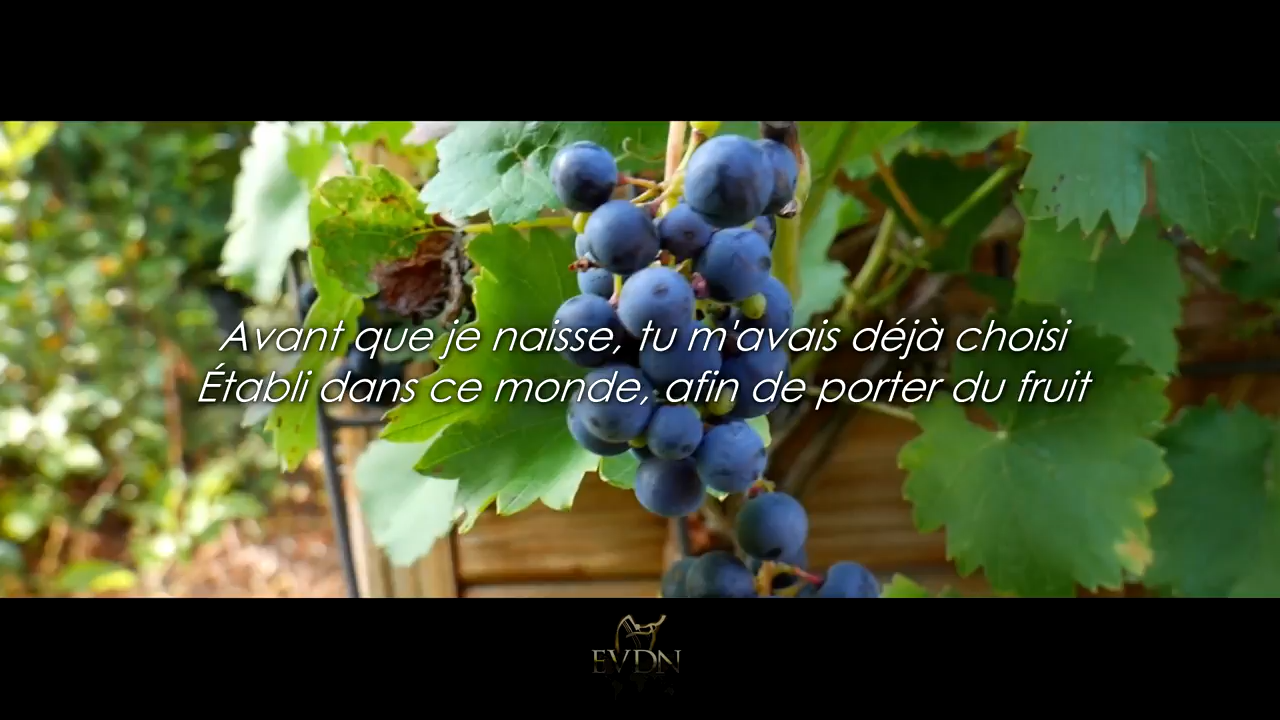 Avant que je naisse, tu m'avais déjà choisi
Établi dans ce monde, afin de porter du fruit
EVDN